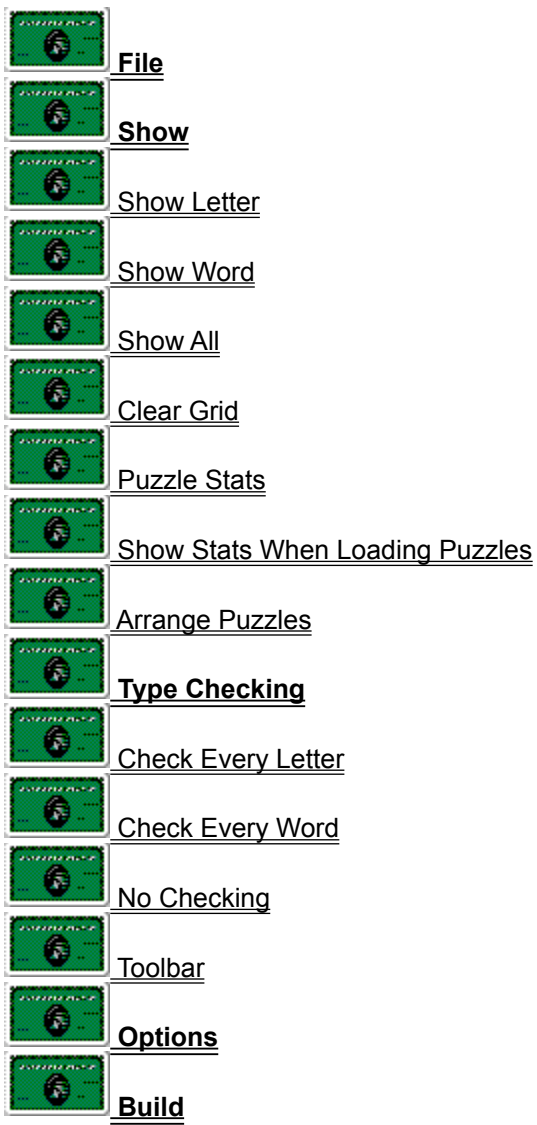 File
Show
Show Letter
Show Word
Show All
Clear Grid
Puzzle Stats
Show Stats When Loading Puzzles
Arrange Puzzles
Type Checking
Check Every Letter
Check Every Word
No Checking
Toolbar
Options
Build